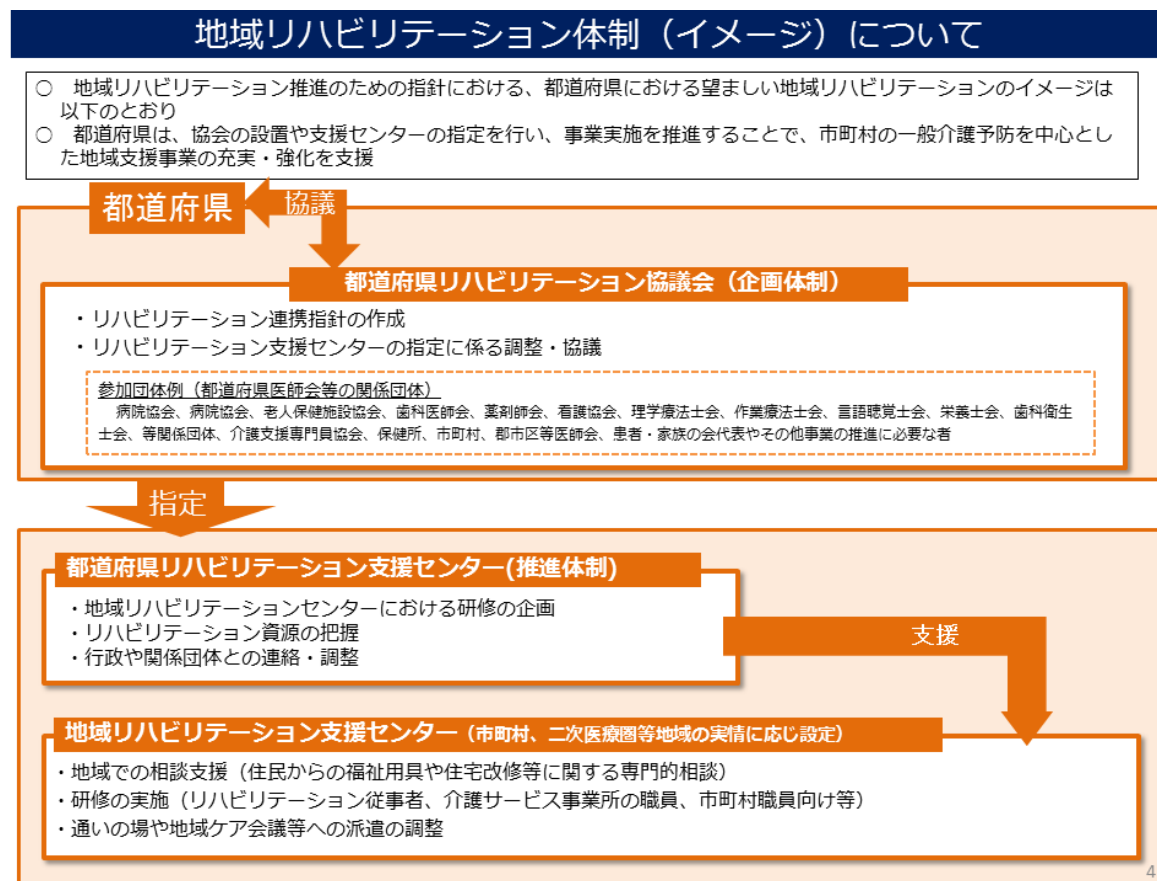 地域リハビリテーション体制（イメージ）について
○　地域リハビリテーション推進のための指針における、都道府県における望ましい地域リハビリテーションのイメージは
以下のとおり
○　都道府県は、協会の設置や支援センターの指定を行い、事業実施を推進することで、市町村の一般介護予防を中心とし
た地域支援事業の充実・強化を支援
都道府県
協議
都道府県リハビリテーション協議会（企画体制）
・リハビリテーション連携指針の作成
・リハビリテーション支援センターの指定に係る調整・協議
参加団体例（都道府県医師会等の関係団体）
病院協会、病院協会、老人保健施設協会、歯科医師会、薬剤師会、看護協会、理学療法士会、作業療法士会、言語聴覚士会、栄養士会、歯科衛生
士会、等関係団体、介護支援専門員協会、保健所、市町村、郡市区等医師会、患者・家族の会代表やその他事業の推進に必要な者
指定
都道府県リハビリテーション支援センター(推進体制)
・地域リハビリテーションセンターにおける研修の企画
・リハビリテーション資源の把握
・行政や関係団体との連絡・調整
支援
地域リハビリテーション支援センター（市町村、二次医療圏等地域の実情に応じ設定）
・地域での相談支援（住民からの福祉用具や住宅改修等に関する専門的相談）
・研修の実施（リハビリテーション従事者、介護サービス事業所の職員、市町村職員向け等）
・通いの場や地域ケア会議等への派遣の調整
4